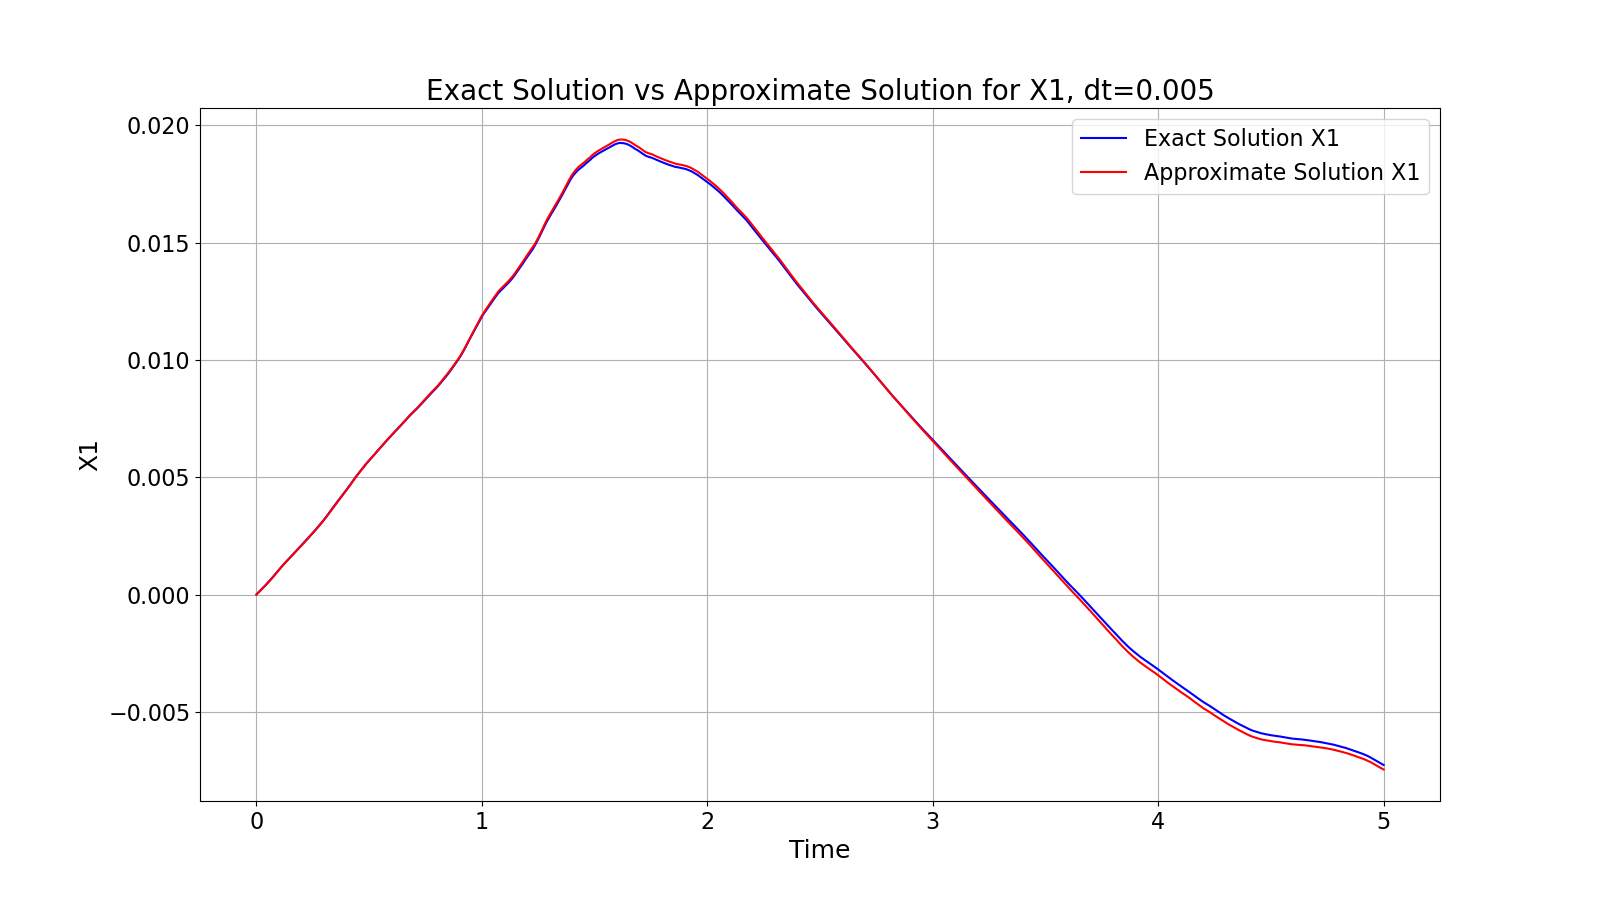 Exact Solution vs Approximate Solution for X1, dt=0.005
Exact Solution X1
Approximate Solution X1
0.020
0.015
0.010
0.005
0.000
−0.005
X1
0 1 2 3 4 5
Time